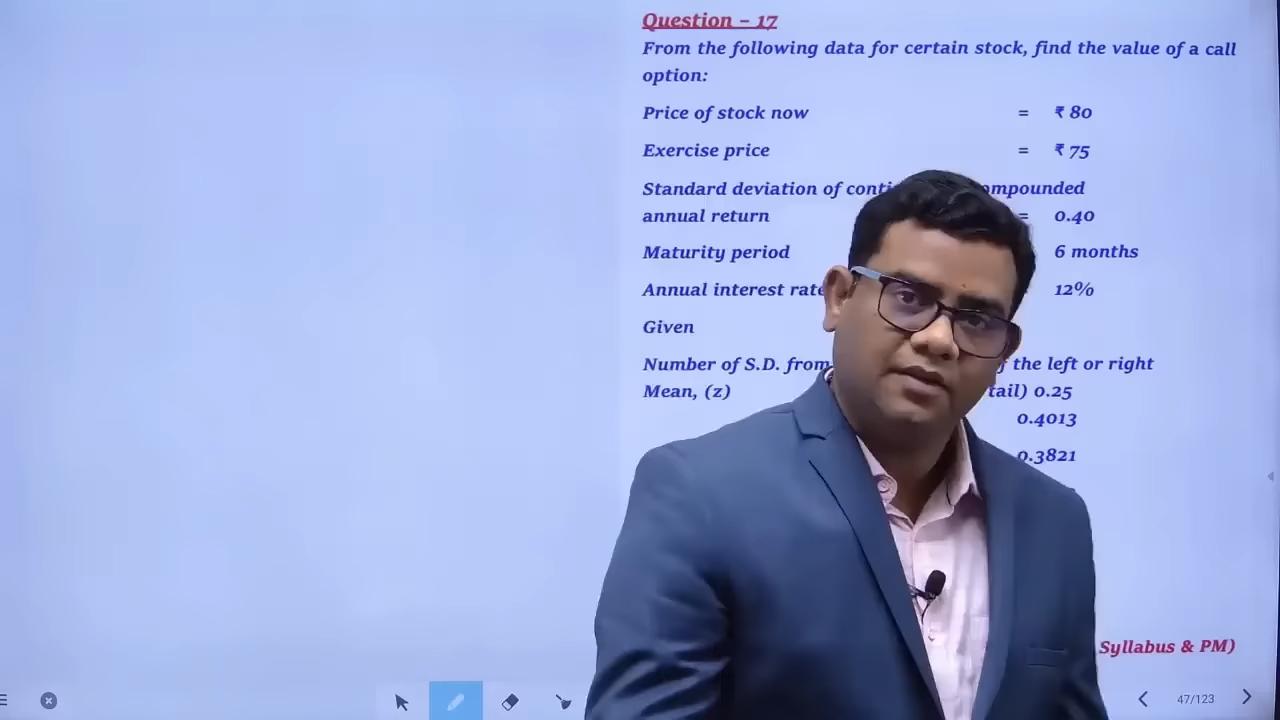 Question – 17
From the following data for certain stock, find the value of a call
option:
Price of stock now = ₹ 80
Exercise price = ₹ 75
Standard deviation of compounded
annual return = 0.40
Maturity period 6 months
Annual interest rate 12%
Given
Number of S.D. from the left or right
Mean, (z) tail) 0.25
0.4013
0.3821
Syllabus & PM)
47/123